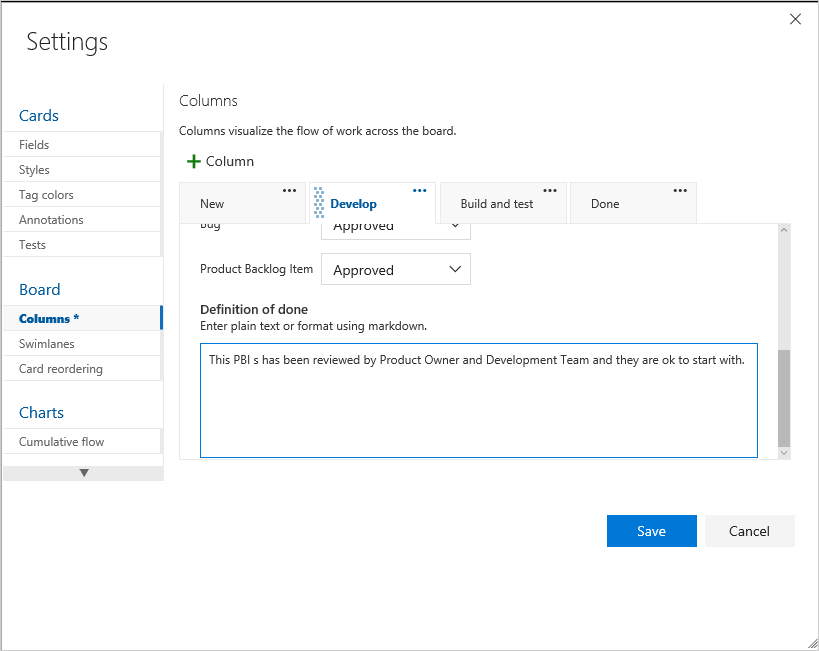 Settings
Cards
Fields
Styles
Tag colors
Annotations
Tests
Board
Columns *
Swimlanes
Card reordering
Charts
Cumulative flow
Columns
Columns visualize the flow of work across the board.
Column
New
Develop
Build and test
Done
Bug Approved
Product Backlog Item Approved
Definition of done
Enter plain text or format using markdown.
This PBI s has been reviewed by Product Owner and Development Team and they are ok to start with.
Save Cancel